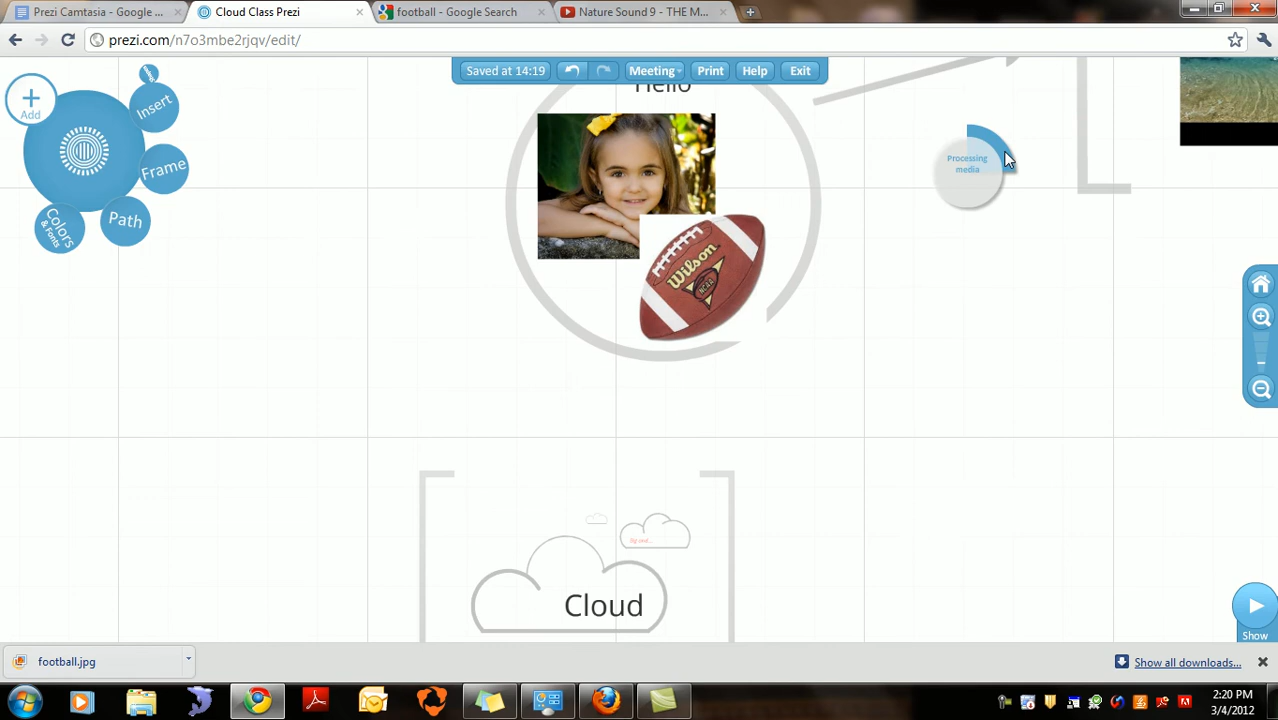 Prezi Camtasia - Google ...
Cloud Class Prezi
football - Google Search
Nature Sound 9 - THE M...
prezi.com/n7o3mbe2rjqv/edit/
Saved at 14:19
Meeting
Print
Help
Exit
Add
Insert
Frame
Path
Colors
& Fonts
Hello
Wilson
NCAA
Processing
media
Cloud
Show
football.jpg
Show all downloads...
2:20 PM
3/4/2012